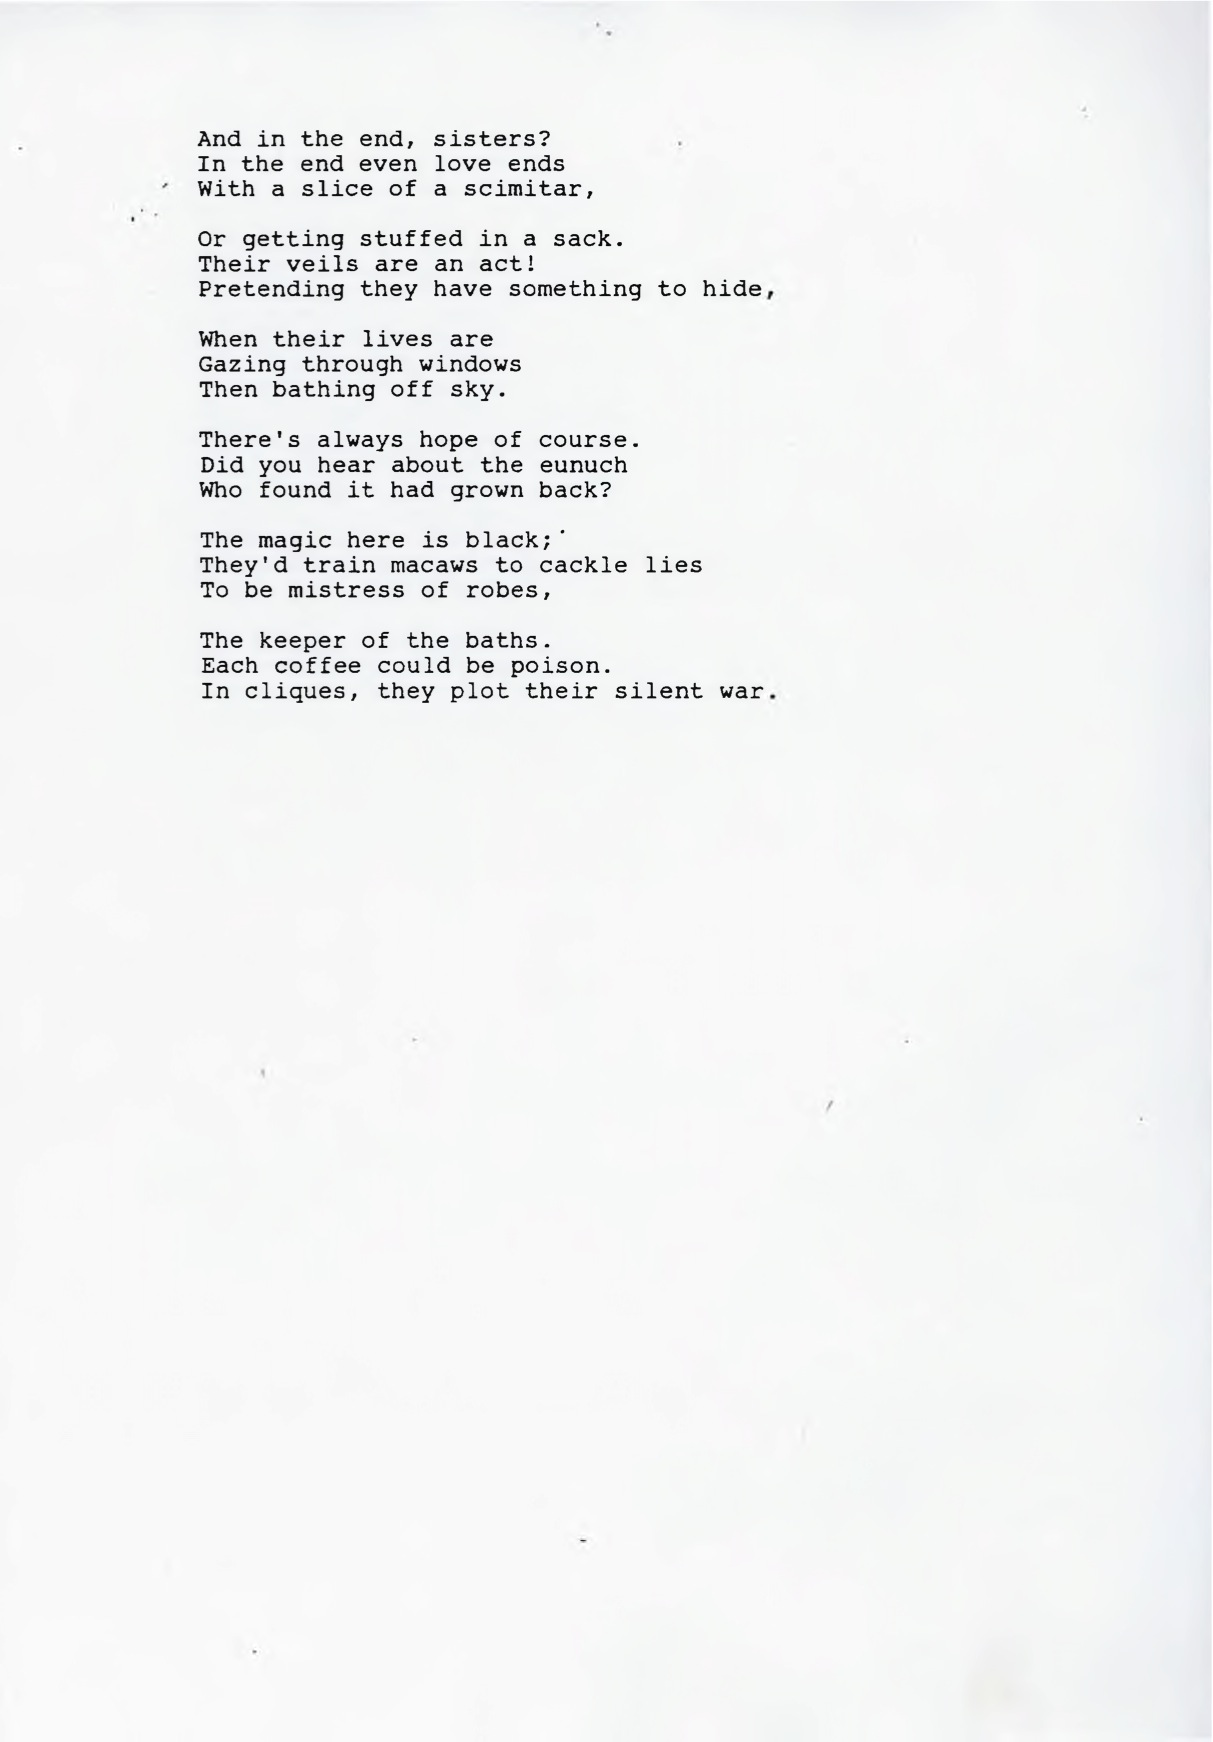 And in the end, sisters?
In the end even love ends
With a slice of a scimitar,

Or getting stuffed in a sack.
Their veils are an act!
Pretending they have something to hide,

When their lives are
Gazing through windows
Then bathing off sky.

There's always hope of course.
Did you hear about the eunuch
Who found it had grown back?

The magic here is black;
They'd train macaws to cackle lies
To be mistress of robes,

The keeper of the baths.
Each coffee could be poison.
In cliques, they plot their silent war.